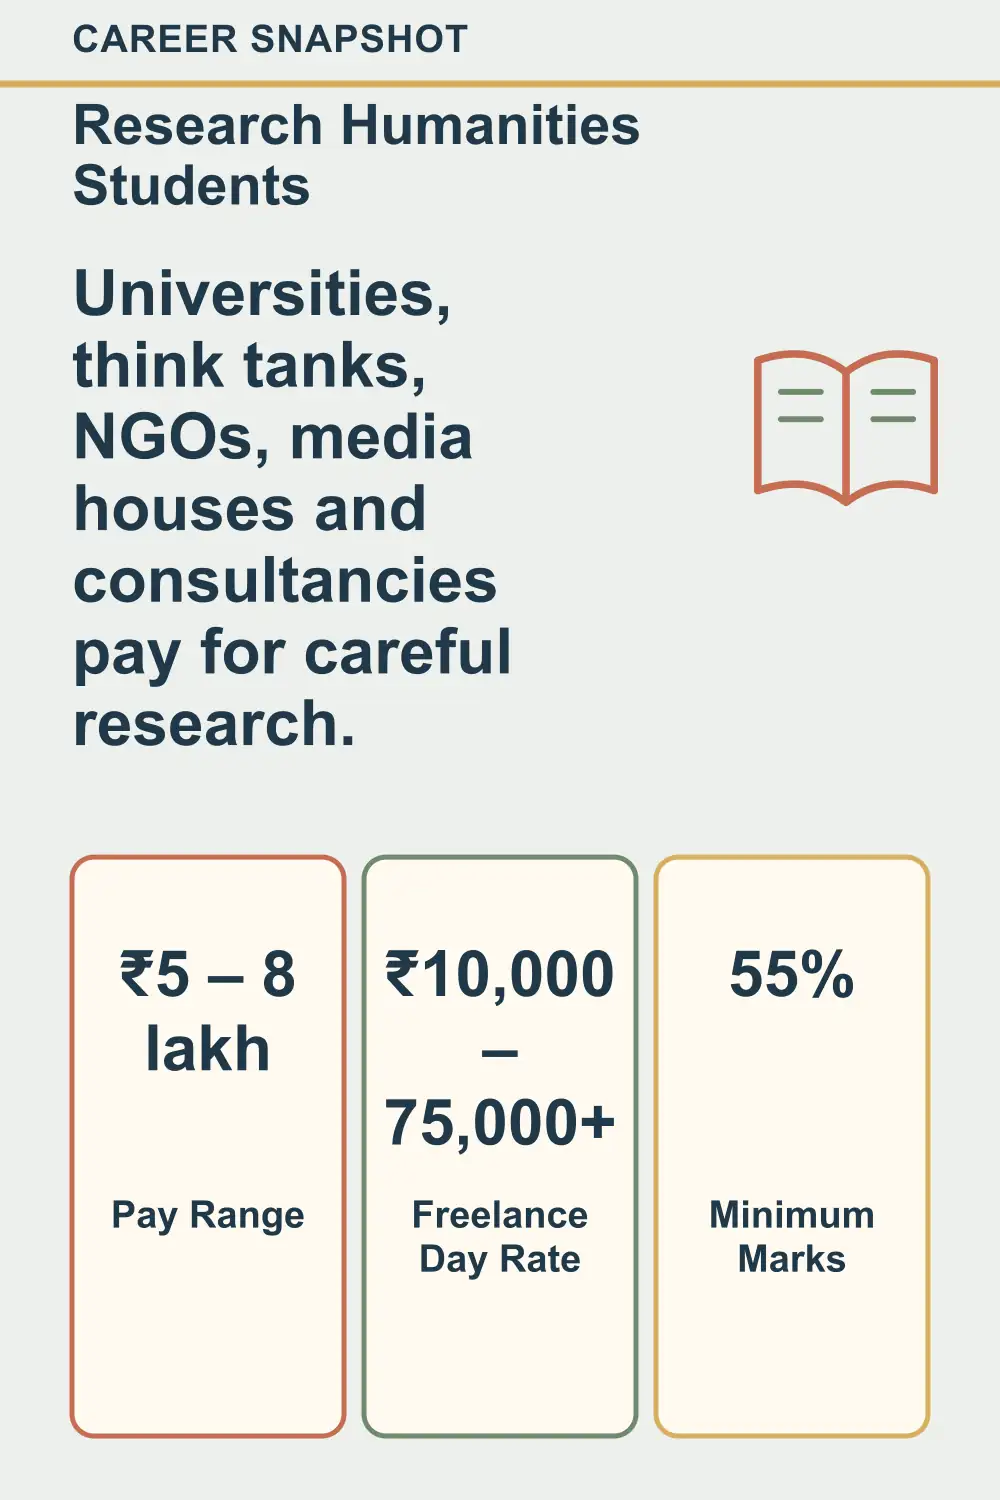 CAREER SNAPSHOT
Research Humanities
Students
Universities,
think tanks,
NGOs, media
houses and
consultancies
pay for careful
research.
₹5 – 8
lakh
Pay Range
₹10,000
–
75,000+
Freelance
Day Rate
55%
Minimum
Marks